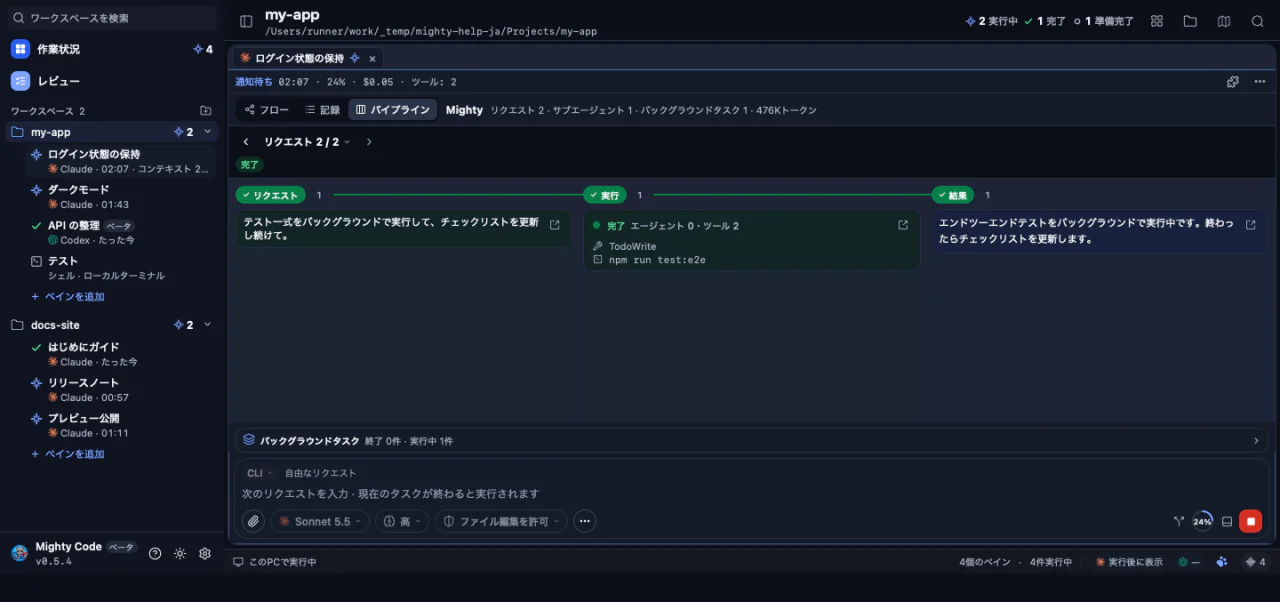 ワークスペースを検索
作業状況 4
レビュー
ワークスペース 2
my-app 2
ログイン状態の保持
Claude · 02:07 · コンテキスト 2...
ダークモード
Claude · 01:43
API の整理 ベータ
Codex · たった今
テスト
シェル · ローカルターミナル
+ ペインを追加
docs-site 2
はじめにガイド
Claude · たった今
リリースノート
Claude · 00:57
プレビュー公開
Claude · 01:11
+ ペインを追加
Mighty Code ベータ
v0.5.4
my-app
/Users/runner/work/_temp/mighty-help-ja/Projects/my-app
2 実行中 1 完了 1 準備完了
ログイン状態の保持
通知待ち 02:07 · 24% · $0.05 · ツール: 2
フロー 記録 パイプライン Mighty リクエスト 2 · サブエージェント 1 · バックグラウンドタスク 1 · 476Kトークン
リクエスト 2 / 2
完了
リクエスト 1
テスト一式をバックグラウンドで実行して、チェックリストを更新
し続けて。
実行 1
完了 エージェント 0 · ツール 2
TodoWrite
npm run test:e2e
結果 1
エンドツーエンドテストをバックグラウンドで実行中です。終わっ
たらチェックリストを更新します。
バックグラウンドタスク 終了 0件 · 実行中 1件
CLI 自由なリクエスト
次のリクエストを入力 · 現在のタスクが終わると実行されます
Sonnet 5.5 高 ファイル編集を許可 24%
このPCで実行中
4個のペイン · 4件実行中 実行後に表示 — 4